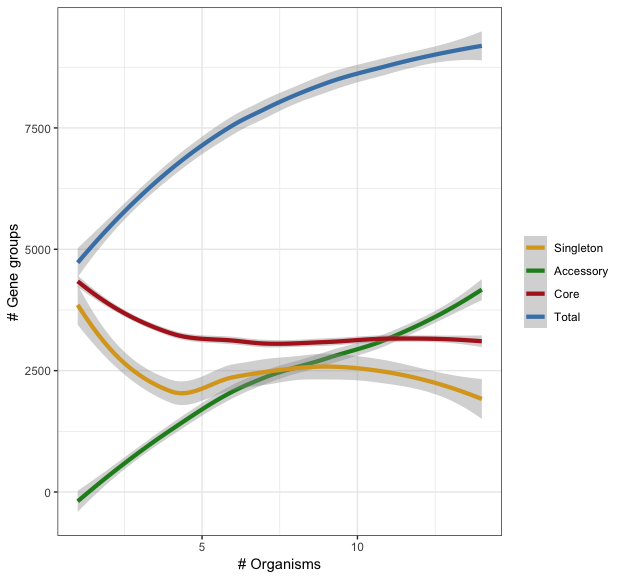 # Gene groups
7500
5000
2500
0
5
10
# Organisms
Singleton
Accessory
Core
Total